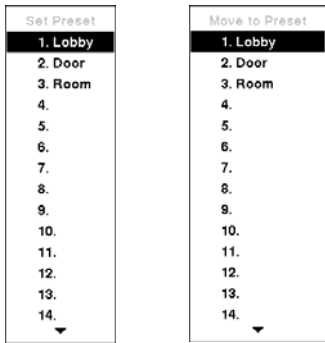 Set Preset
1. Lobby
2. Door
3. Room
4.
5.
6.
7.
8.
9.
10.
11.
12.
13.
14.
Move to Preset
1. Lobby
2. Door
3. Room
4.
5.
6.
7.
8.
9.
10.
11.
12.
13.
14.